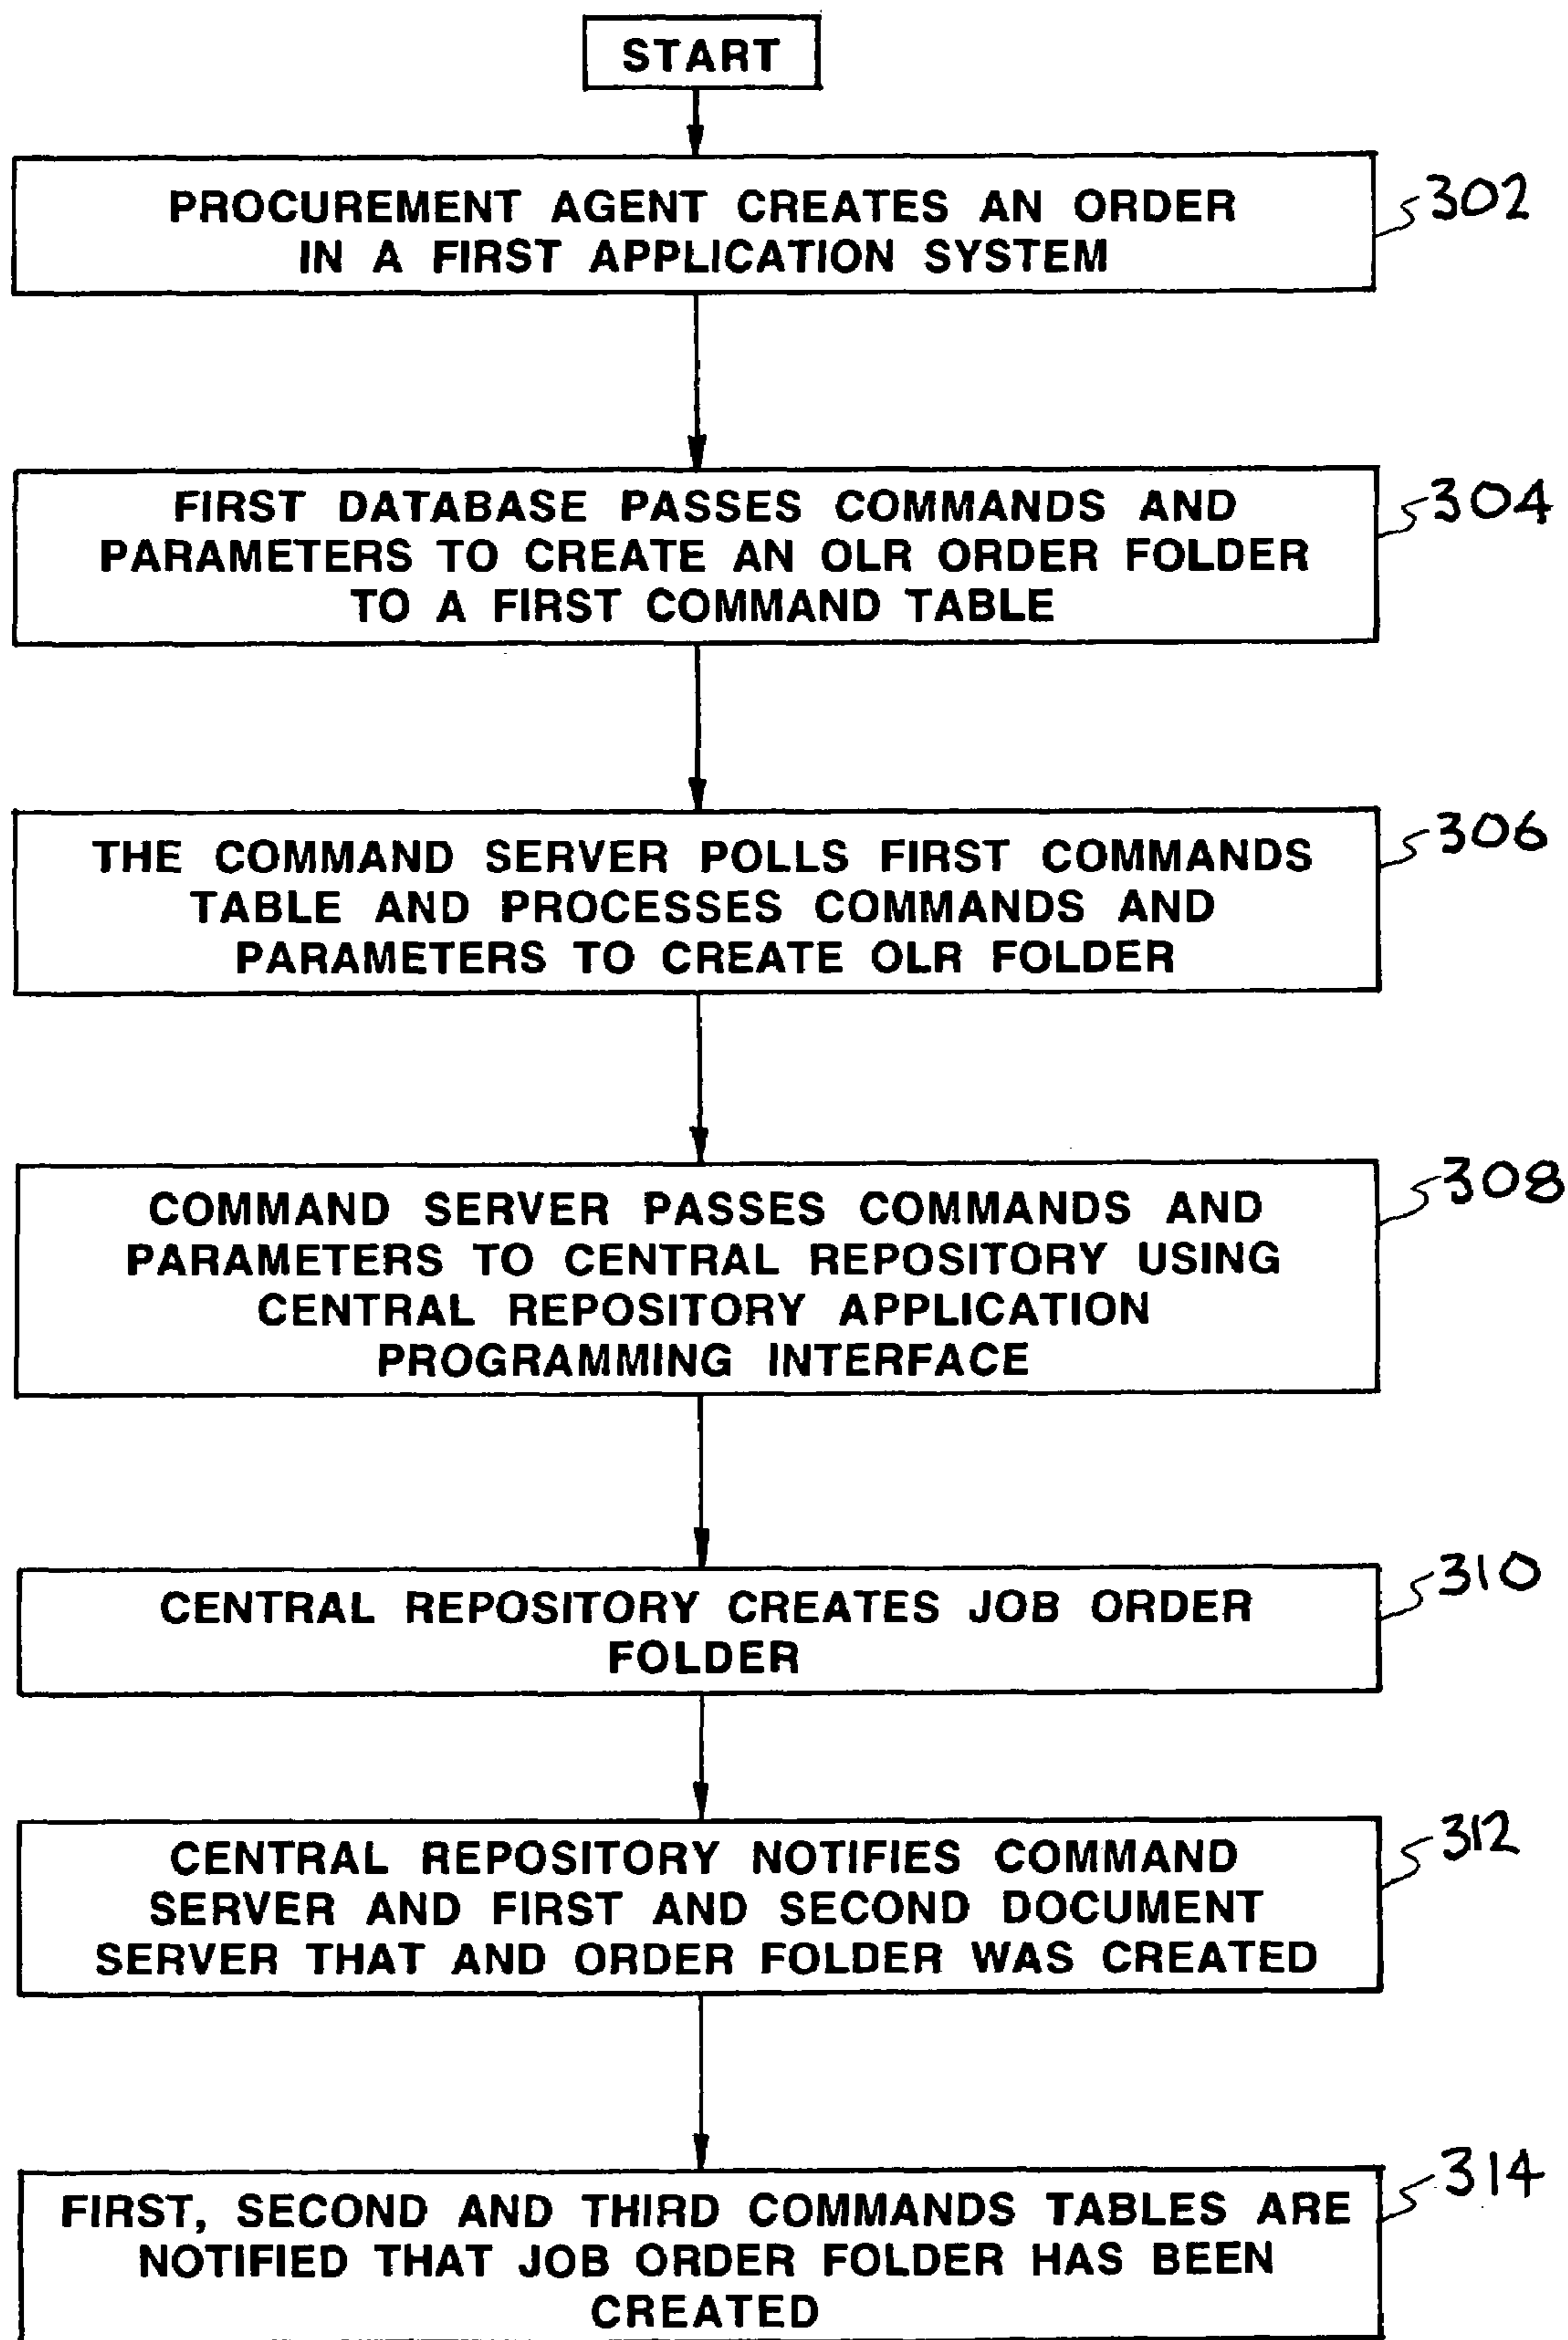 START
PROCUREMENT AGENT CREATES AN ORDER
IN A FIRST APPLICATION SYSTEM
302
FIRST DATABASE PASSES COMMANDS AND
PARAMETERS TO CREATE AN OLR ORDER FOLDER
TO A FIRST COMMAND TABLE
304
THE COMMAND SERVER POLLS FIRST COMMANDS
TABLE AND PROCESSES COMMANDS AND
PARAMETERS TO CREATE OLR FOLDER
306
COMMAND SERVER PASSES COMMANDS AND
PARAMETERS TO CENTRAL REPOSITORY USING
CENTRAL REPOSITORY APPLICATION
PROGRAMMING INTERFACE
308
CENTRAL REPOSITORY CREATES JOB ORDER
FOLDER
310
CENTRAL REPOSITORY NOTIFIES COMMAND
SERVER AND FIRST AND SECOND DOCUMENT
SERVER THAT AND ORDER FOLDER WAS CREATED
312
FIRST, SECOND AND THIRD COMMANDS TABLES ARE
NOTIFIED THAT JOB ORDER FOLDER HAS BEEN
CREATED
314